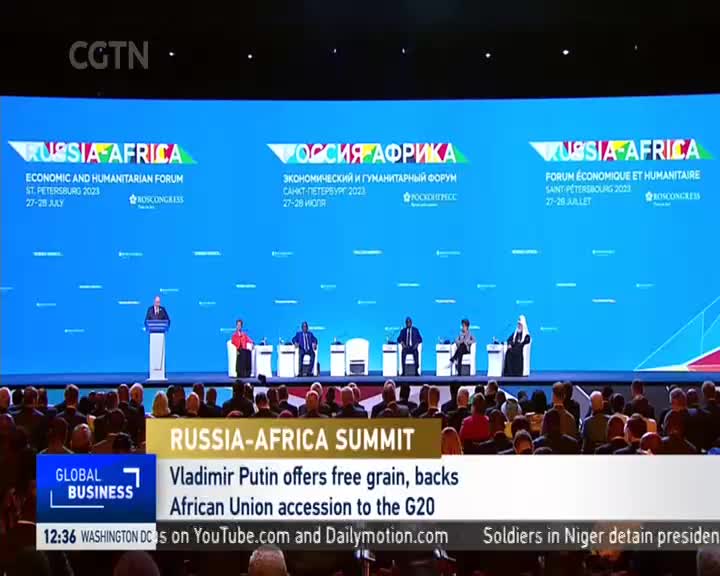 CGTN
RUSSIA-AFRICA
ECONOMIC AND HUMANITARIAN FORUM
ST. PETERSBURG 2023
27-28 JULY
ROSCONGRESS
РОССИЯ-АФРИКА
ЭКОНОМИЧЕСКИЙ И ГУМАНИТАРНЫЙ ФОРУМ
САНКТ-ПЕТЕРБУРГ 2023
27-28 ИЮЛЯ
РОСКОНГРЕСС
RUSSIA-AFRICA
FORUM ÉCONOMIQUE ET HUMANITAIRE
SAINT-PÉTERSBOURG 2023
27-28 JUILLET
ROSCONGRESS
RUSSIA-AFRICA SUMMIT
GLOBAL
BUSINESS
Vladimir Putin offers free grain, backs
African Union accession to the G20
12:36 WASHINGTON DC
us on YouTube.com and Dailymotion.com Soldiers in Niger detain presiden